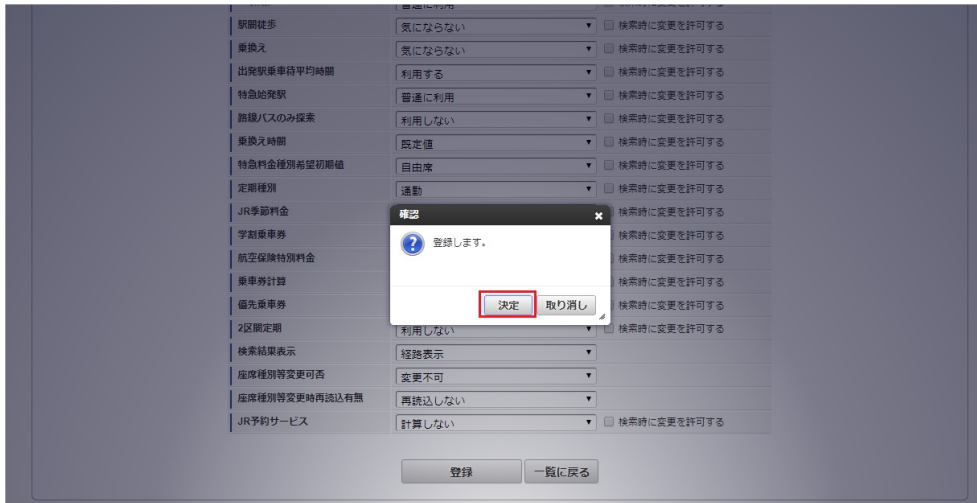 駅間徒歩 気にならない 検索時に変更を許可する
乗換え 気にならない 検索時に変更を許可する
出発駅乗車待平均時間 利用する 検索時に変更を許可する
特急始発駅 普通に利用 検索時に変更を許可する
路線バスのみ探索 利用しない 検索時に変更を許可する
乗換え時間 既定値 検索時に変更を許可する
特急料金種別希望初期値 自由席 検索時に変更を許可する
定期種別 通勤 検索時に変更を許可する
JR季節料金 検索時に変更を許可する
学割乗車券 検索時に変更を許可する
航空保険特別料金 検索時に変更を許可する
乗車券計算 検索時に変更を許可する
優先乗車券 検索時に変更を許可する
確認
登録します。
決定 取り消し
2区間定期 利用しない 検索時に変更を許可する
検索結果表示 経路表示
座席種別等変更可否 変更不可
座席種別等変更時再読込有無 再読込しない
JR予約サービス 計算しない 検索時に変更を許可する
登録 一覧に戻る